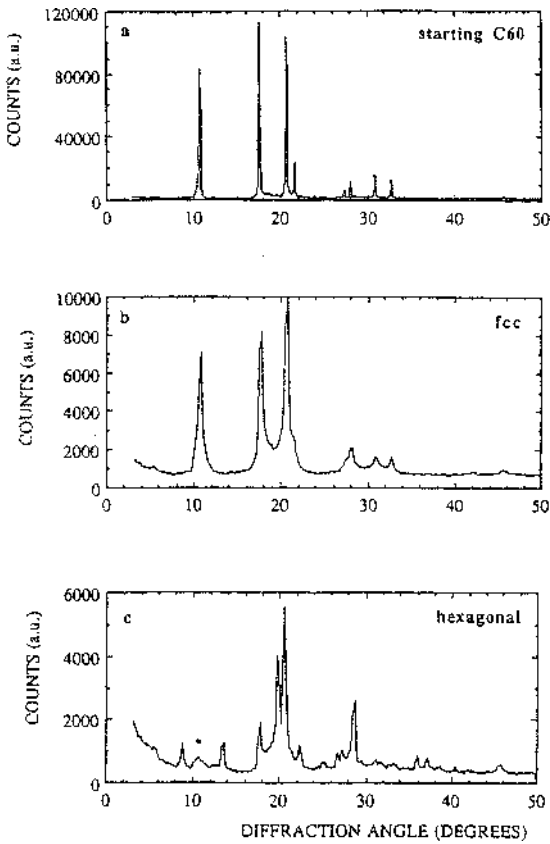 120000
80000
40000
0
COUNTS (a.u.)
a
starting C60
0 10 20 30 40 50
10000
8000
6000
4000
2000
0
COUNTS (a.u.)
b
fcc
0 10 20 30 40 50
6000
4000
2000
0
COUNTS (a.u.)
c
hexagonal
*
0 10 20 30 40 50
DIFFRACTION ANGLE (DEGREES)